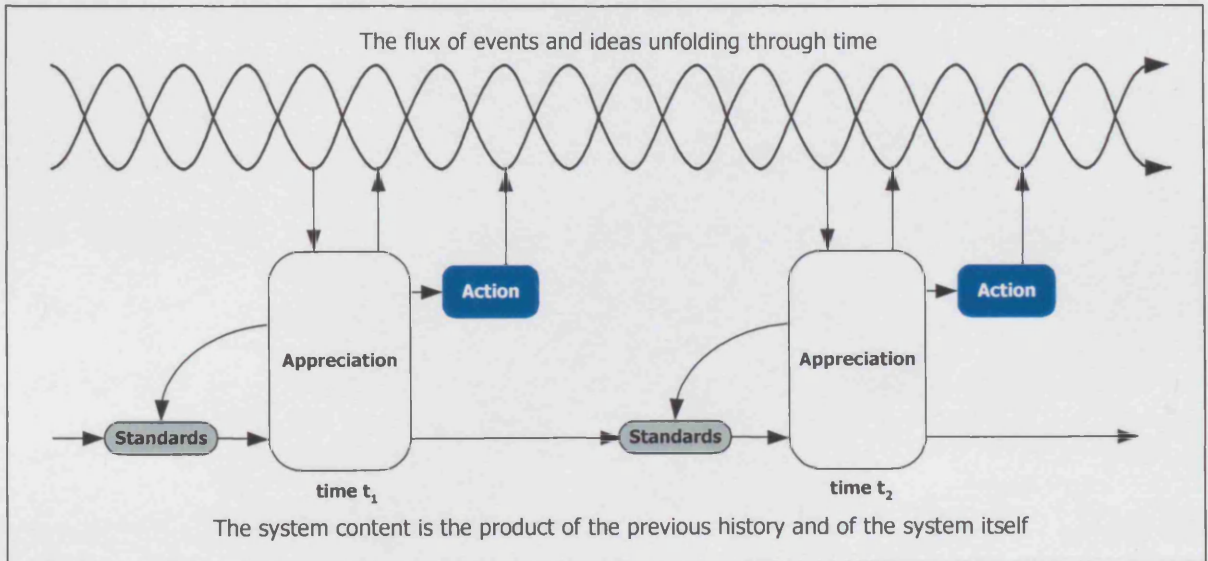 The flux of events and ideas unfolding through time
Action
Action
Appreciation
Appreciation
Standards
Standards
time t₁
time t₂
The system content is the product of the previous history and of the system itself